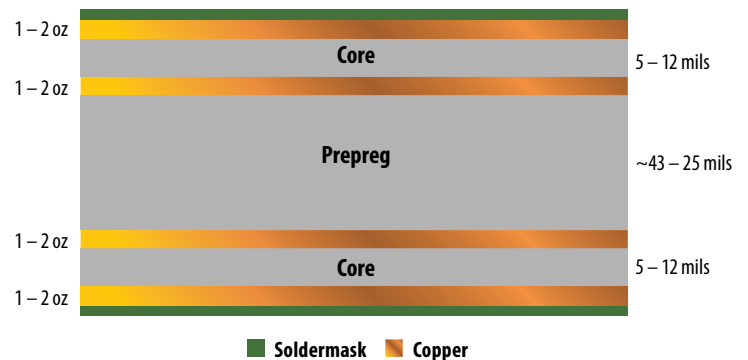 1 – 2 oz
Core
5 – 12 mils
1 – 2 oz
Prepreg
~43 – 25 mils
1 – 2 oz
Core
5 – 12 mils
1 – 2 oz
Soldermask Copper